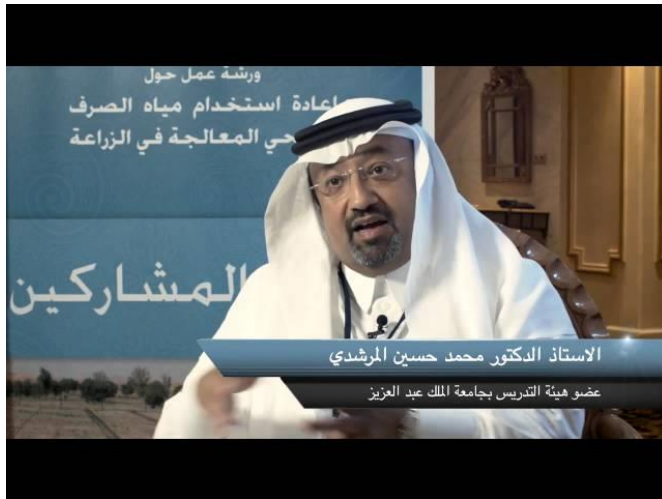 ورشة عمل حول
إعادة استخدام مياه الصرف
حي المعالجة في الزراعة
المشاركين
الاستاذ الدكتور محمد حسين المرشدي
عضو هيئة التدريس بجامعة الملك عبد العزيز